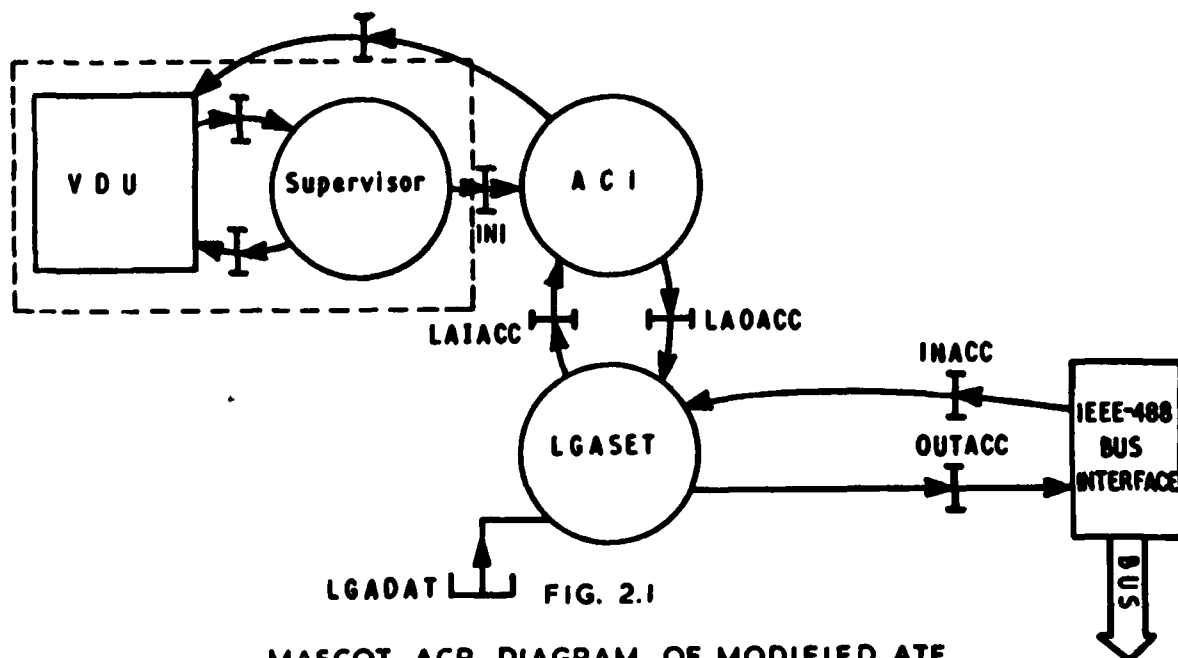 VDU
Supervisor
ACI
INI
LAIACC
LAOACC
INACC
LGASET
OUTACC
IEEE-488
BUS
INTERFACE
LGADAT
BUS
FIG. 2.1
MASCOT ACP DIAGRAM OF MODIFIED ATE